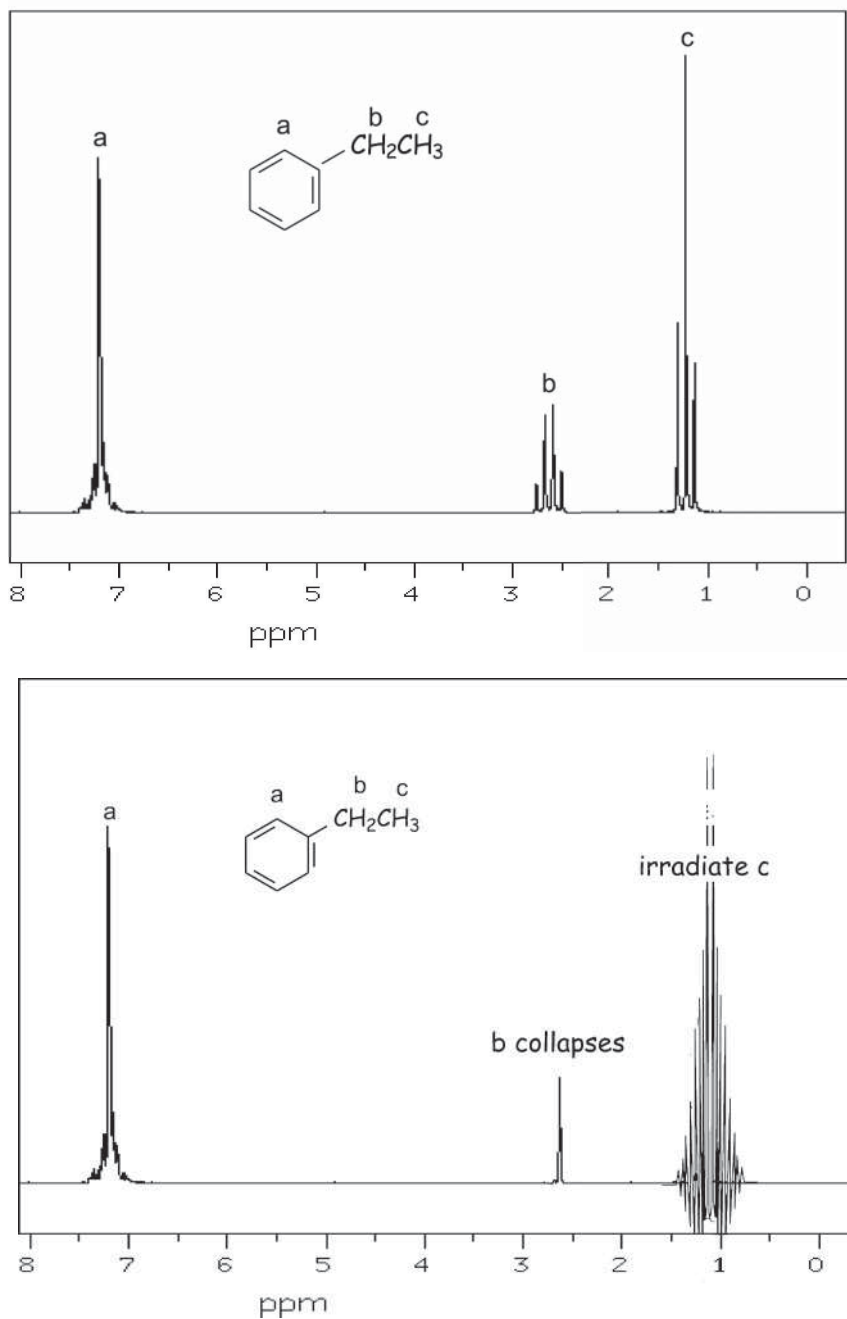 c
b c
a CH₂CH₃
a
b
8 7 6 5 4 3 2 1 0
ppm
b c
a CH₂CH₃
a
irradiate c
b collapses
8 7 6 5 4 3 2 1 0
ppm